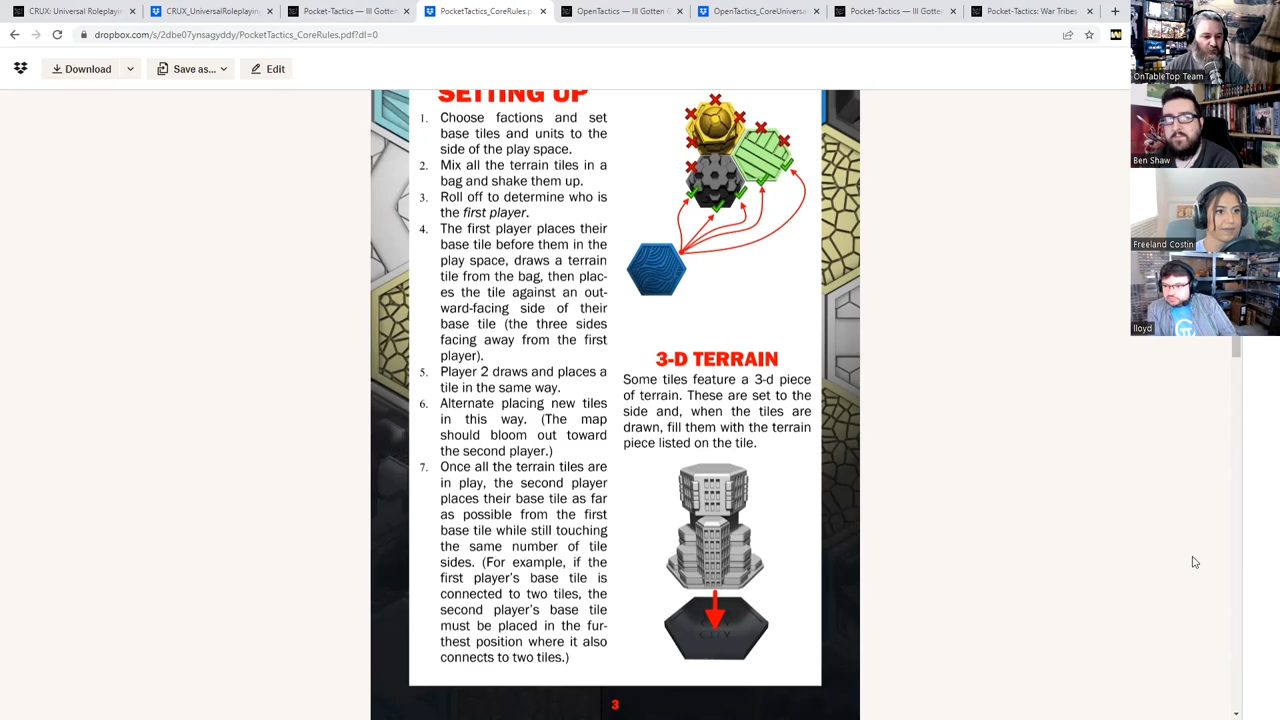 CRUX: Universal Roleplayin
CRUX_UniversalRoleplaying.
Pocket-Tactics — Ill Gotten G
PocketTactics_CoreRules.p
OpenTactics — Ill Gotten G
OpenTactics_CoreUniversa
Pocket-Tactics — Ill Gotten G
Pocket-Tactics: War Tribes
dropbox.com/s/2dbe07ynsagyddy/PocketTactics_CoreRules.pdf?dl=0
Download
Save as...
Edit
OnTableTop Team
Ben Shaw
Freeland Costin
lloyd
SETTING UP
1. Choose factions and set
base tiles and units to the
side of the play space.
2. Mix all the terrain tiles in a
bag and shake them up.
3. Roll off to determine who is
the first player.
4. The first player places their
base tile before them in the
play space, draws a terrain
tile from the bag, then plac-
es the tile against an out-
ward-facing side of their
base tile (the three sides
facing away from the first
player).
5. Player 2 draws and places a
tile in the same way.
6. Alternate placing new tiles
in this way. (The map
should bloom out toward
the second player.)
7. Once all the terrain tiles are
in play, the second player
places their base tile as far
as possible from the first
base tile while still touching
the same number of tile
sides. (For example, if the
first player's base tile is
connected to two tiles, the
second player's base tile
must be placed in the fur-
thest position where it also
connects to two tiles.)
3-D TERRAIN
Some tiles feature a 3-d piece
of terrain. These are set to the
side and, when the tiles are
drawn, fill them with the terrain
piece listed on the tile.
CITY
3